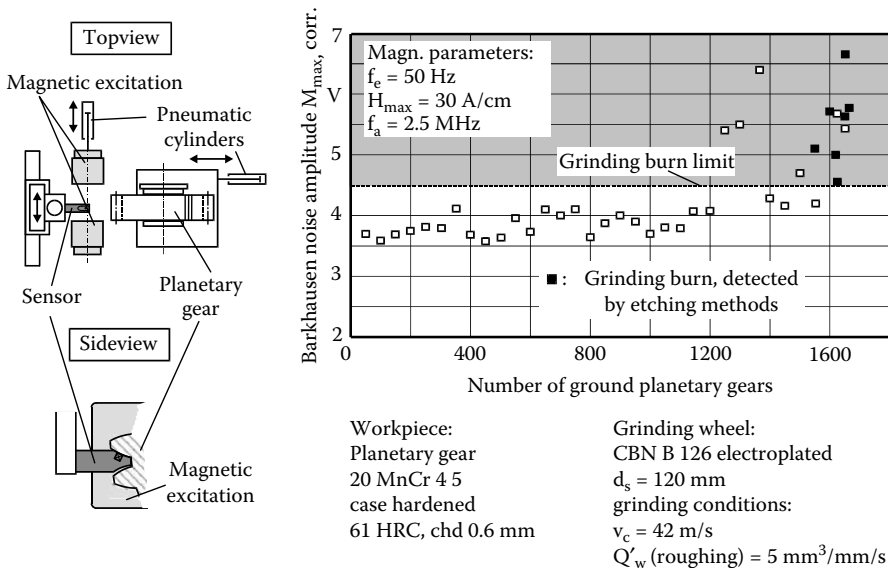 Topview
Magnetic excitation
Pneumatic
cylinders
Sensor
Planetary
gear
Sideview
Magnetic
excitation
Barkhausen noise amplitude M_max, corr.
7
V
5
4
3
2
Magn. parameters:
f_e = 50 Hz
H_max = 30 A/cm
f_a = 2.5 MHz
Grinding burn limit
■ : Grinding burn, detected
by etching methods
0 400 800 1200 1600
Number of ground planetary gears
Workpiece:
Planetary gear
20 MnCr 4 5
case hardened
61 HRC, chd 0.6 mm
Grinding wheel:
CBN B 126 electroplated
d_s = 120 mm
grinding conditions:
v_c = 42 m/s
Q′_w (roughing) = 5 mm³/mm/s